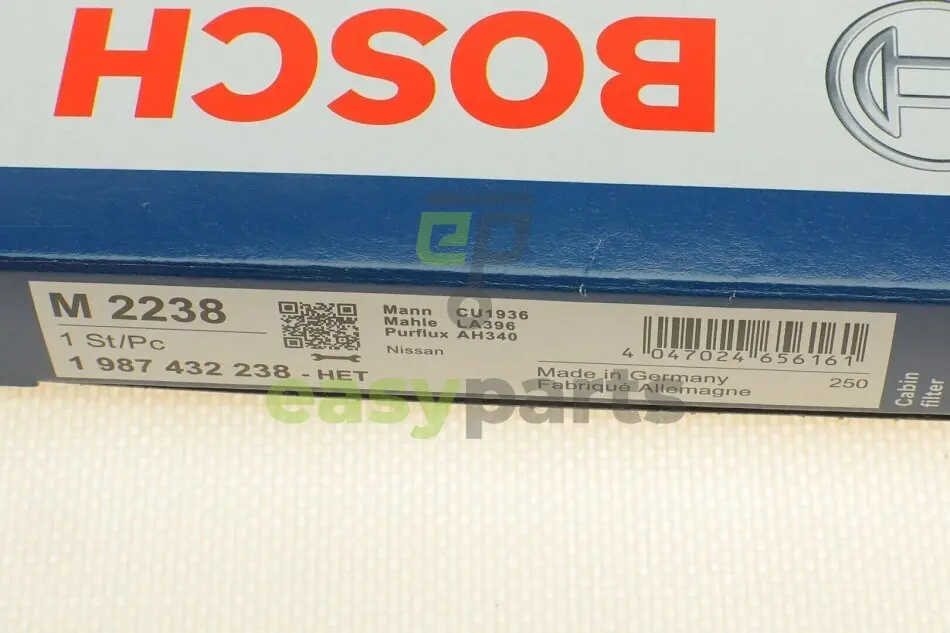 BOSCH
M 2238
1 St/Pc
1 987 432 238 - HET
Mann CU1936
Mahle LA396
Purflux AH340
Nissan
4 047024 656161
Made in Germany
Fabriqué Allemagne
250
Cabin
filter
ep
easyparts